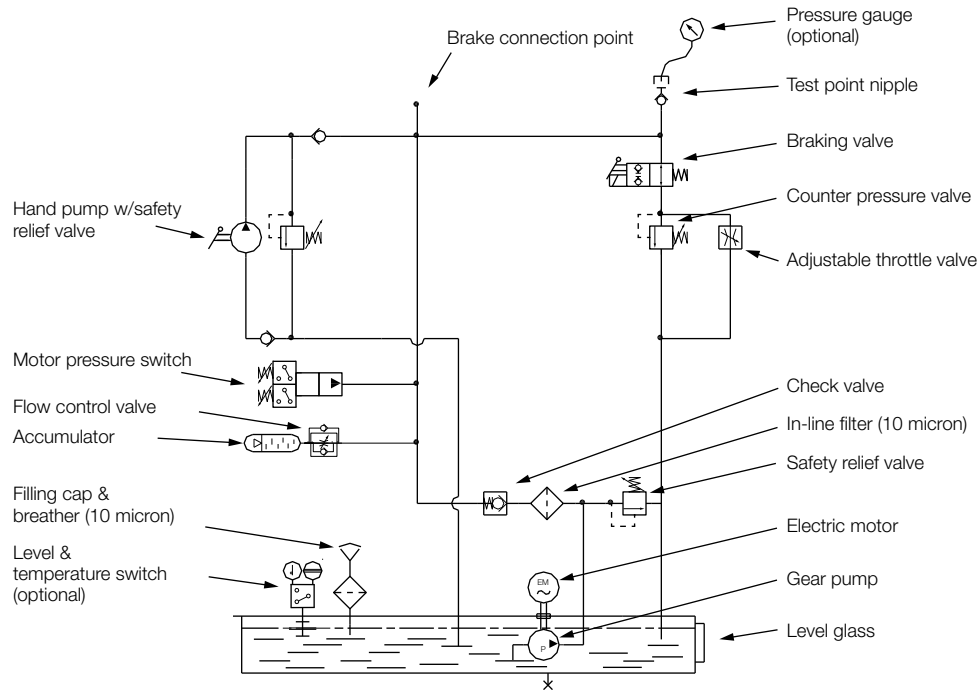 Pressure gauge
(optional)
Brake connection point
Test point nipple
Braking valve
Counter pressure valve
Hand pump w/safety
relief valve
Adjustable throttle valve
Motor pressure switch
Check valve
Flow control valve
In-line filter (10 micron)
Accumulator
Safety relief valve
Filling cap &
breather (10 micron)
Electric motor
Level &
temperature switch
(optional)
EM
Gear pump
Level glass
P